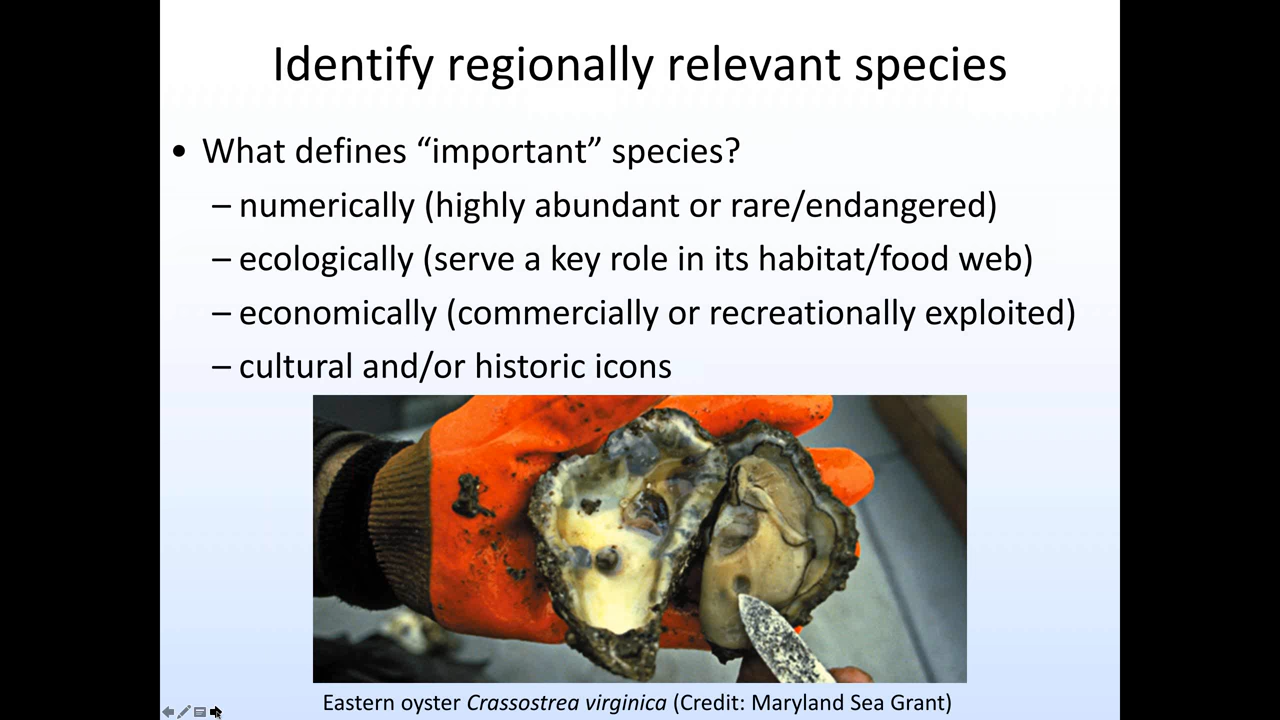 Identify regionally relevant species
• What defines “important” species?
– numerically (highly abundant or rare/endangered)
– ecologically (serve a key role in its habitat/food web)
– economically (commercially or recreationally exploited)
– cultural and/or historic icons
Eastern oyster Crassostrea virginica (Credit: Maryland Sea Grant)